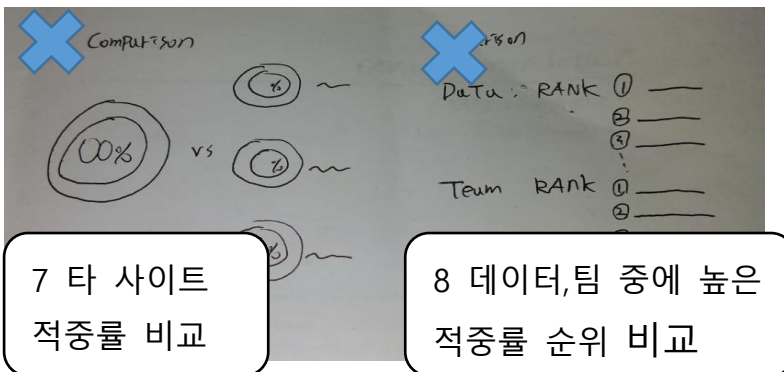 Comparison
00%
vs
%
%
%
7 타 사이트
적중률 비교
DaTa : RANK ①
②
③
Team RANK ①
②
8 데이터,팀 중에 높은
적중률 순위 비교